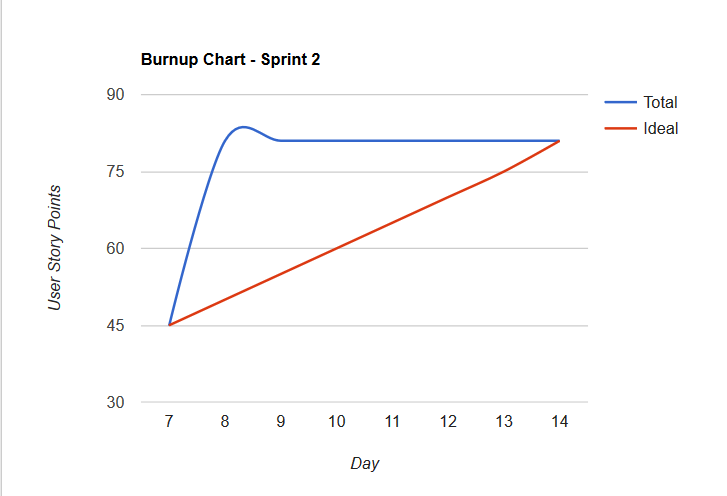 Burnup Chart - Sprint 2
90
75
60
45
30
User Story Points
7 8 9 10 11 12 13 14
Day
Total
Ideal